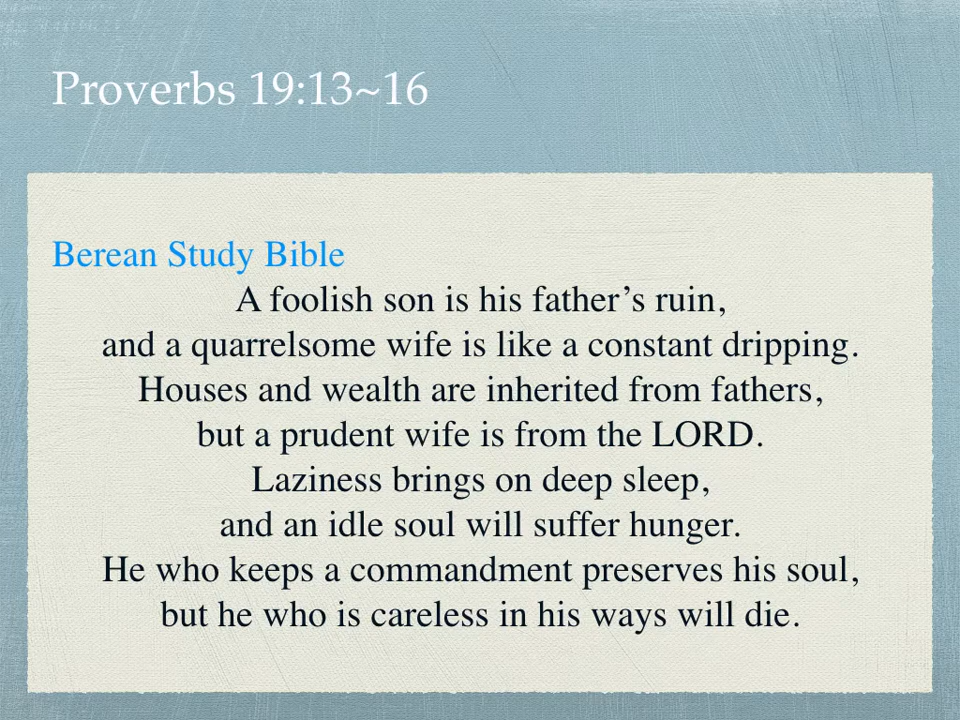 Proverbs 19:13~16
Berean Study Bible
A foolish son is his father’s ruin,
and a quarrelsome wife is like a constant dripping.
Houses and wealth are inherited from fathers,
but a prudent wife is from the LORD.
Laziness brings on deep sleep,
and an idle soul will suffer hunger.
He who keeps a commandment preserves his soul,
but he who is careless in his ways will die.